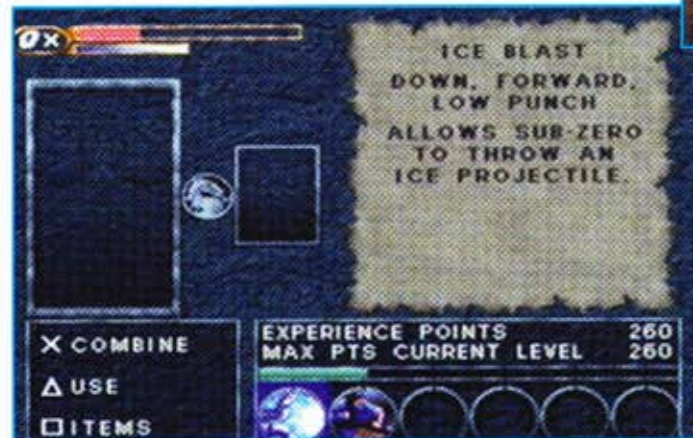 0×
ICE BLAST
DOWN, FORWARD,
LOW PUNCH
ALLOWS SUB-ZERO
TO THROW AN
ICE PROJECTILE.
× COMBINE
△ USE
□ ITEMS
EXPERIENCE POINTS 260
MAX PTS CURRENT LEVEL 260